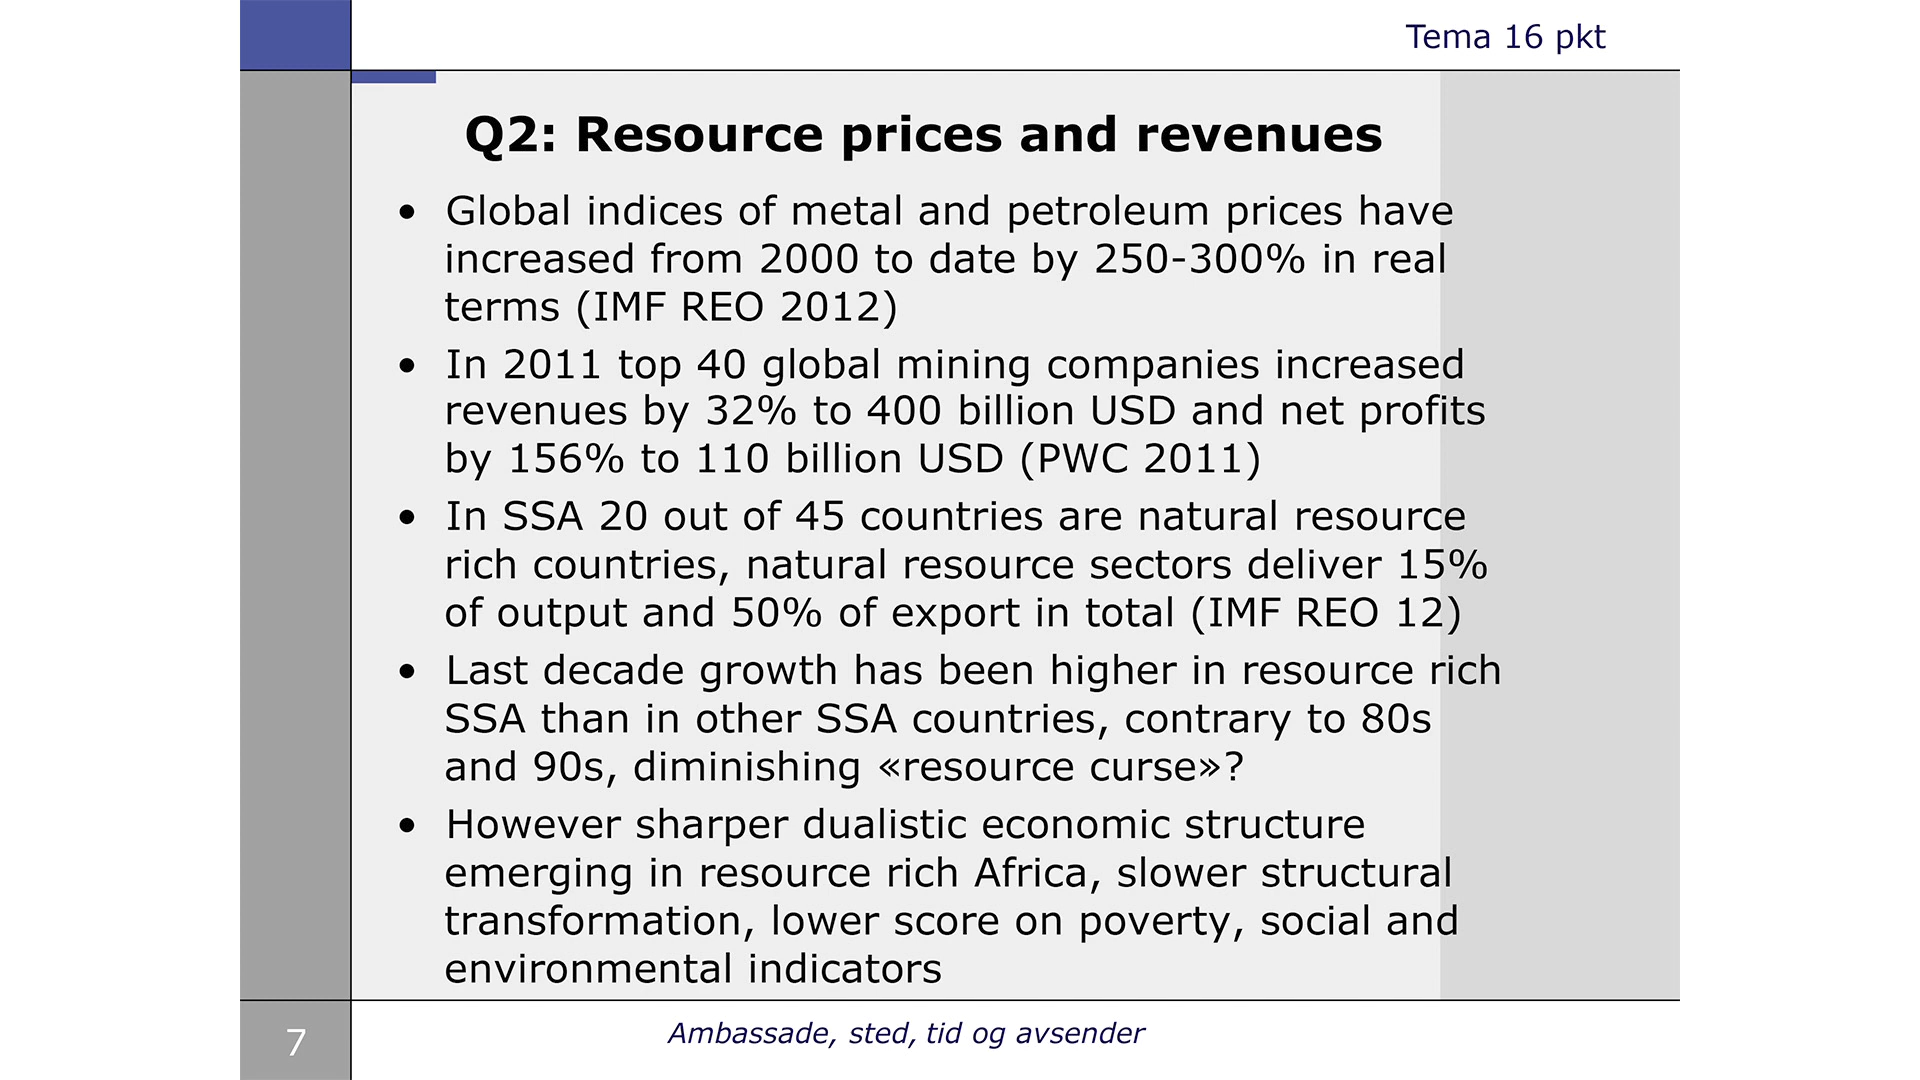 Tema 16 pkt
Q2: Resource prices and revenues
• Global indices of metal and petroleum prices have
increased from 2000 to date by 250-300% in real
terms (IMF REO 2012)
• In 2011 top 40 global mining companies increased
revenues by 32% to 400 billion USD and net profits
by 156% to 110 billion USD (PWC 2011)
• In SSA 20 out of 45 countries are natural resource
rich countries, natural resource sectors deliver 15%
of output and 50% of export in total (IMF REO 12)
• Last decade growth has been higher in resource rich
SSA than in other SSA countries, contrary to 80s
and 90s, diminishing «resource curse»?
• However sharper dualistic economic structure
emerging in resource rich Africa, slower structural
transformation, lower score on poverty, social and
environmental indicators
7
Ambassade, sted, tid og avsender